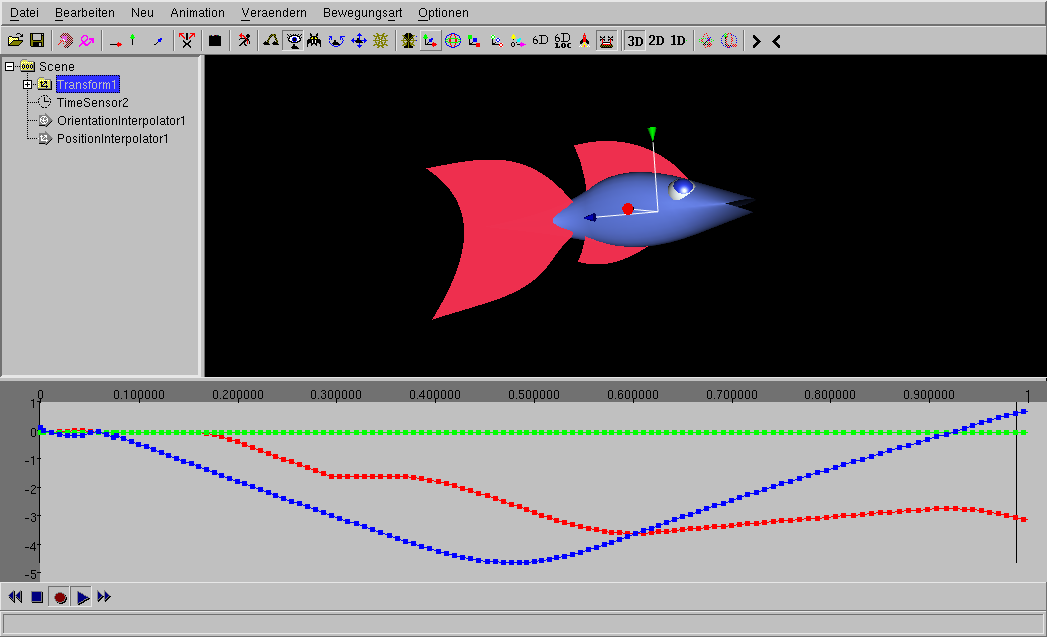 Datei Bearbeiten Neu Animation Veraendern Bewegungsart Optionen
6D 6D LOC 3D 2D 1D
Scene
Transform1
TimeSensor2
OrientationInterpolator1
PositionInterpolator1
0 0.100000 0.200000 0.300000 0.400000 0.500000 0.600000 0.700000 0.800000 0.900000 1
1
0
-1
-2
-3
-4
-5